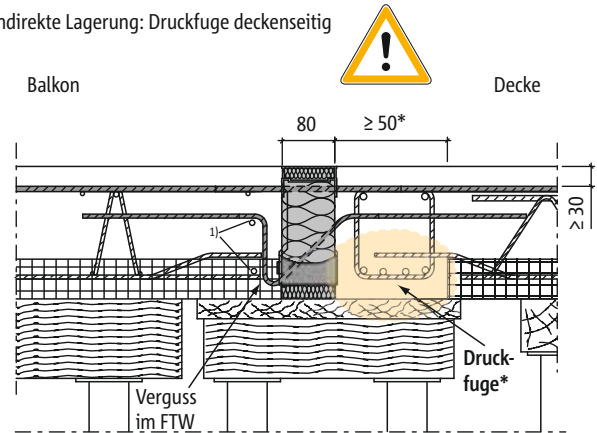 ndirekte Lagerung: Druckfuge deckenseitig
!
Balkon
Decke
80
≥ 50*
≥ 30
1)
Druck-
fuge*
Verguss
im FTW